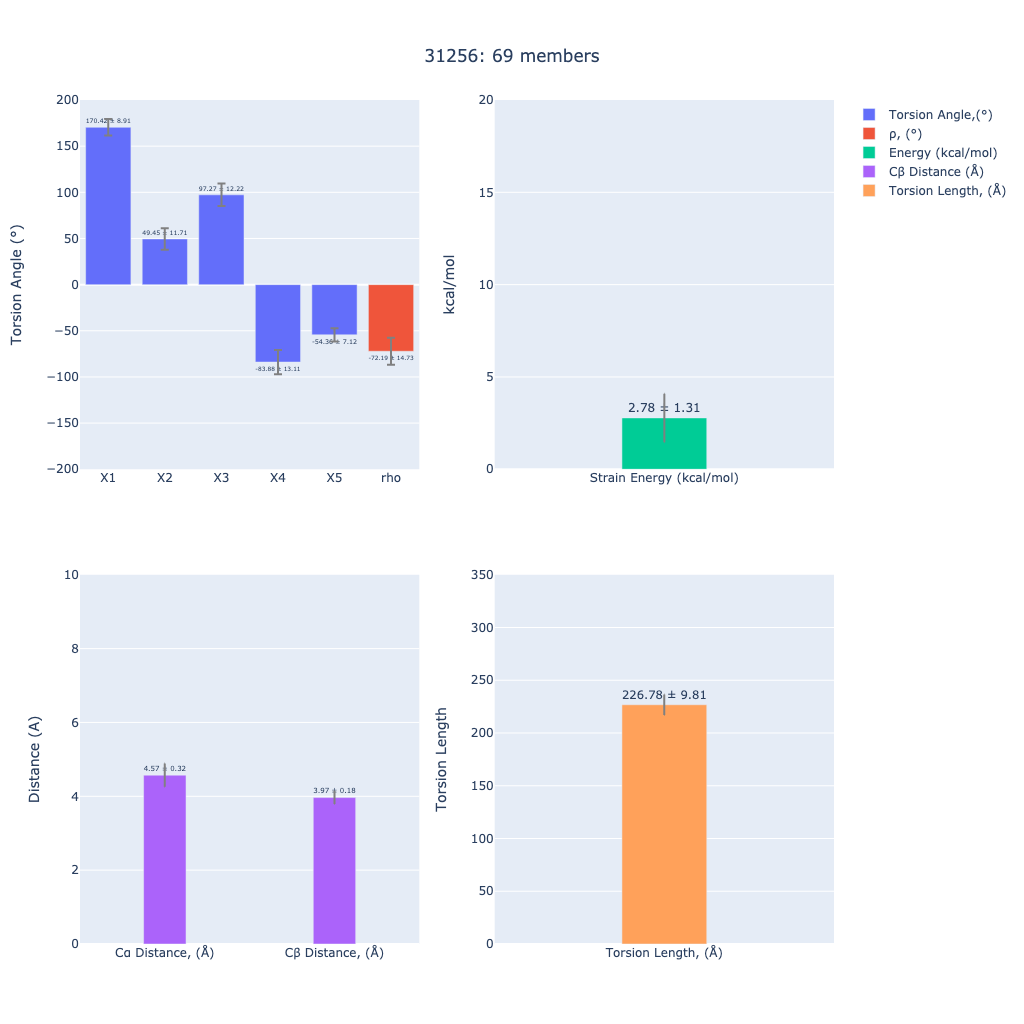 31256: 69 members
200
150
100
50
0
−50
−100
−150
−200
Torsion Angle (°)
170.42 ± 8.91
49.45 ± 11.71
97.27 ± 12.22
-83.88 ± 13.11
-54.36 ± 7.12
-72.19 ± 14.73
X1 X2 X3 X4 X5 rho
20
15
10
5
0
kcal/mol
2.78 ± 1.31
Strain Energy (kcal/mol)
Torsion Angle,(°)
ρ, (°)
Energy (kcal/mol)
Cβ Distance (Å)
Torsion Length, (Å)
10
8
6
4
2
0
Distance (A)
4.57 ± 0.32
3.97 ± 0.18
Cα Distance, (Å) Cβ Distance, (Å)
350
300
250
200
150
100
50
0
Torsion Length
226.78 ± 9.81
Torsion Length, (Å)